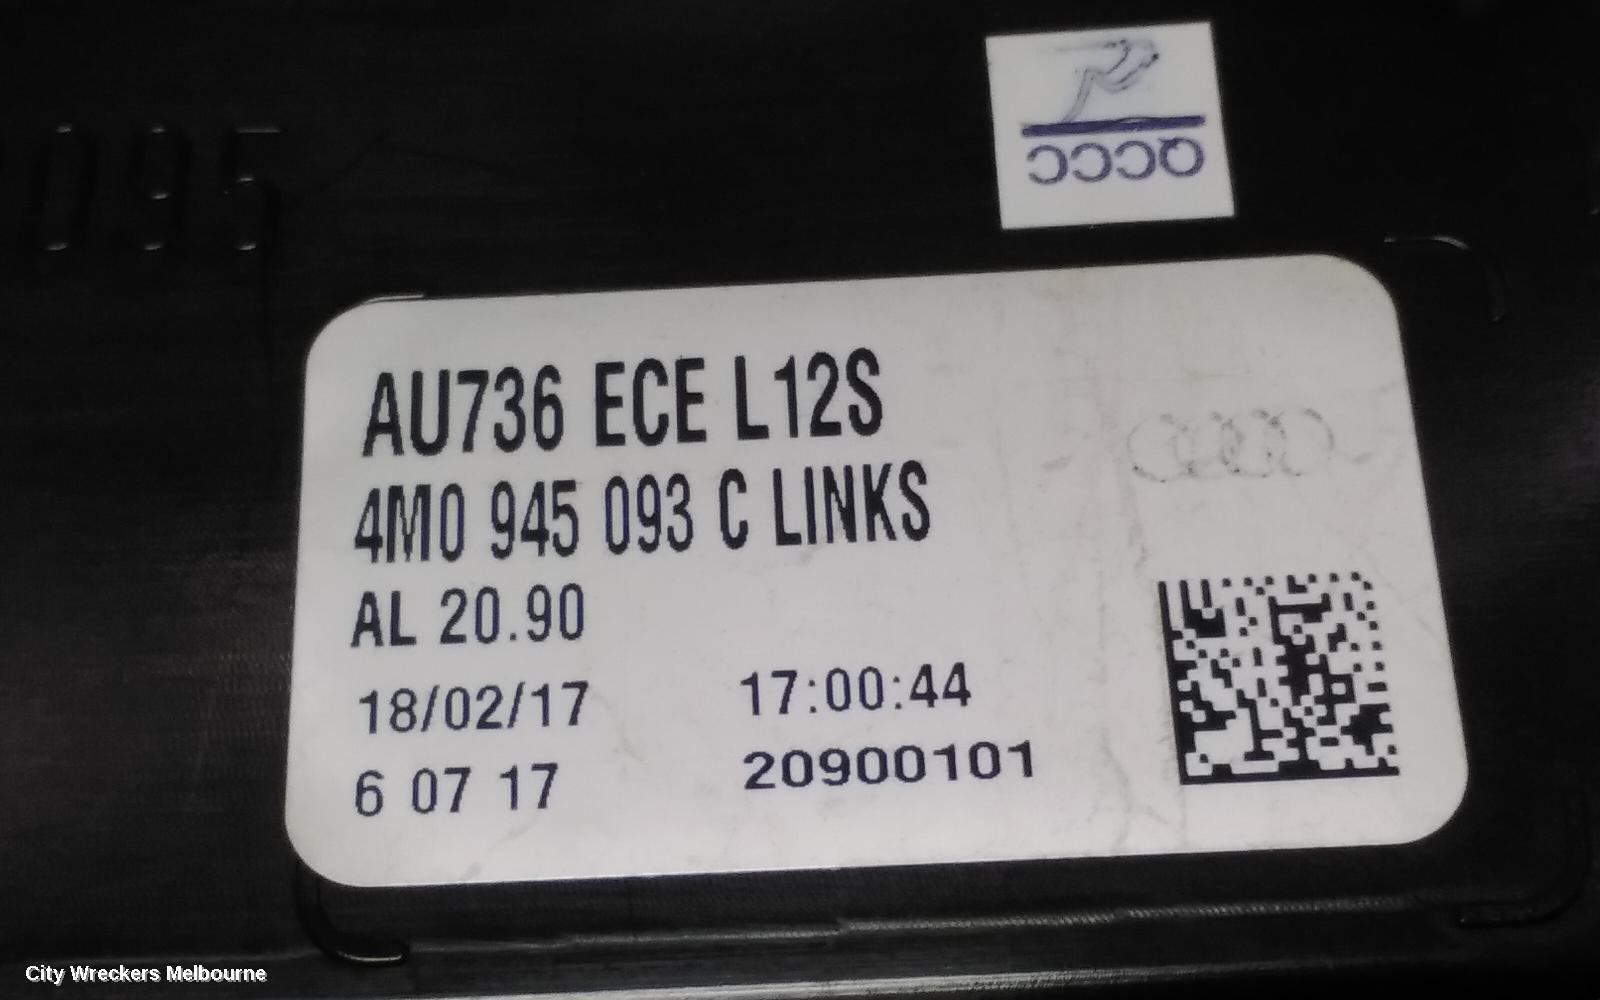 095
QCCC
AU736 ECE L12S
4M0 945 093 C LINKS
AL 20.90
18/02/17 17:00:44
6 07 17 20900101
City Wreckers Melbourne